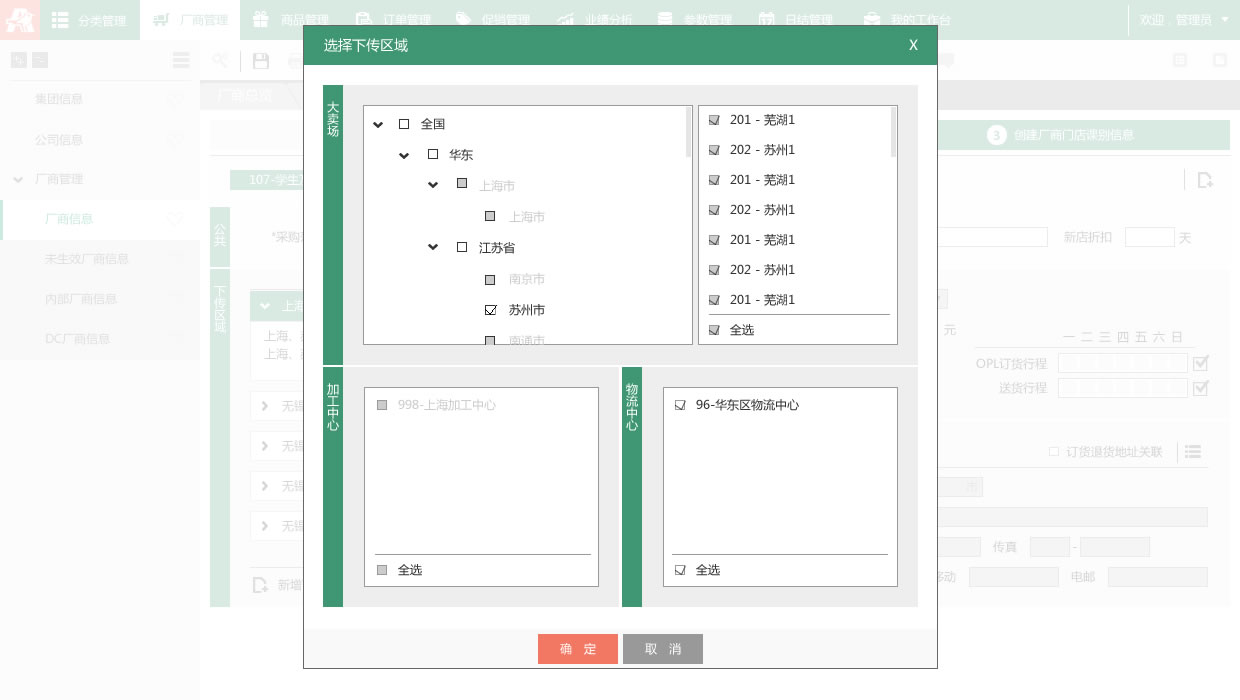 分类管理
厂商管理
商品管理
订单管理
促销管理
业绩分析
参数管理
日结管理
我的工作台
欢迎，管理员
选择下传区域
X
集团信息
公司信息
厂商管理
厂商信息
未生效厂商信息
内部厂商信息
DC厂商信息
厂商总览
3
创建厂商门店课别信息
107-学生
公共
*采购
新店折扣
天
下传区域
上海
上海、
上海、
无锡
无锡
无锡
无锡
新增
元
一 二 三 四 五 六 日
OPL订货行程
送货行程
订货退货地址关联
市
传真
-
移动
电邮
大卖场
全国
华东
上海市
上海市
江苏省
南京市
苏州市
南通市
201 - 芜湖1
202 - 苏州1
201 - 芜湖1
202 - 苏州1
201 - 芜湖1
202 - 苏州1
201 - 芜湖1
全选
加工中心
998-上海加工中心
全选
物流中心
96-华东区物流中心
全选
确 定
取 消